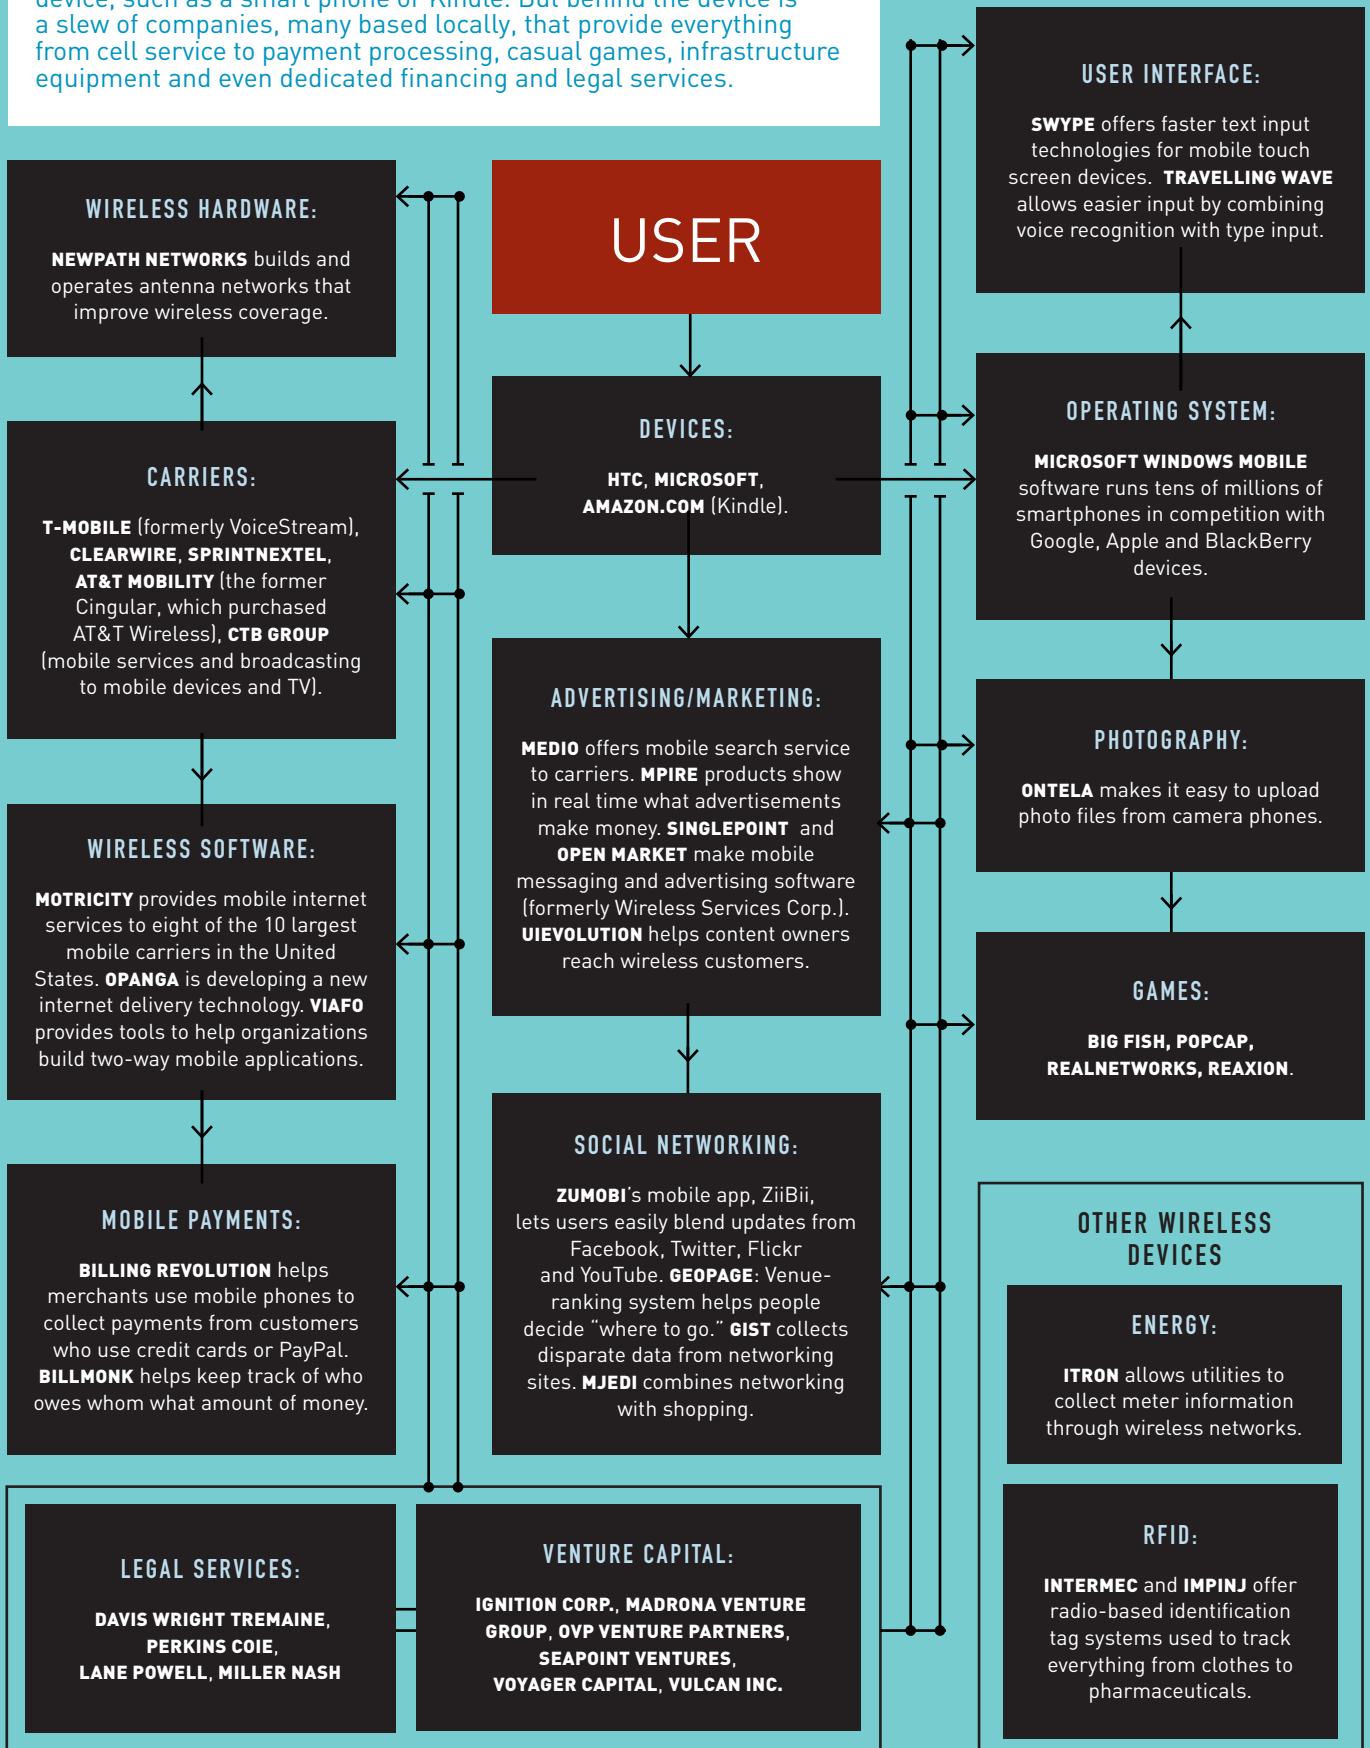 device, such as a smart phone or Kindle. But behind the device is
a slew of companies, many based locally, that provide everything
from cell service to payment processing, casual games, infrastructure
equipment and even dedicated financing and legal services.
WIRELESS HARDWARE:
NEWPATH NETWORKS builds and
operates antenna networks that
improve wireless coverage.
CARRIERS:
T-MOBILE (formerly VoiceStream),
CLEARWIRE, SPRINTNEXTEL,
AT&T MOBILITY (the former
Cingular, which purchased
AT&T Wireless), CTB GROUP
(mobile services and broadcasting
to mobile devices and TV).
WIRELESS SOFTWARE:
MOTRICITY provides mobile internet
services to eight of the 10 largest
mobile carriers in the United
States. OPANGA is developing a new
internet delivery technology. VIAFO
provides tools to help organizations
build two-way mobile applications.
MOBILE PAYMENTS:
BILLING REVOLUTION helps
merchants use mobile phones to
collect payments from customers
who use credit cards or PayPal.
BILLMONK helps keep track of who
owes whom what amount of money.
USER
DEVICES:
HTC, MICROSOFT,
AMAZON.COM (Kindle).
ADVERTISING/MARKETING:
MEDIO offers mobile search service
to carriers. MPIRE products show
in real time what advertisements
make money. SINGLEPOINT and
OPEN MARKET make mobile
messaging and advertising software
(formerly Wireless Services Corp.).
UIEVOLUTION helps content owners
reach wireless customers.
SOCIAL NETWORKING:
ZUMOBI's mobile app, ZiiBii,
lets users easily blend updates from
Facebook, Twitter, Flickr
and YouTube. GEOPAGE: Venue-
ranking system helps people
decide “where to go.” GIST collects
disparate data from networking
sites. MJEDI combines networking
with shopping.
USER INTERFACE:
SWYPE offers faster text input
technologies for mobile touch
screen devices. TRAVELLING WAVE
allows easier input by combining
voice recognition with type input.
OPERATING SYSTEM:
MICROSOFT WINDOWS MOBILE
software runs tens of millions of
smartphones in competition with
Google, Apple and BlackBerry
devices.
PHOTOGRAPHY:
ONTELA makes it easy to upload
photo files from camera phones.
GAMES:
BIG FISH, POPCAP,
REALNETWORKS, REAXION.
OTHER WIRELESS
DEVICES
ENERGY:
ITRON allows utilities to
collect meter information
through wireless networks.
RFID:
INTERMEC and IMPINJ offer
radio-based identification
tag systems used to track
everything from clothes to
pharmaceuticals.
LEGAL SERVICES:
DAVIS WRIGHT TREMAINE,
PERKINS COIE,
LANE POWELL, MILLER NASH
VENTURE CAPITAL:
IGNITION CORP., MADRONA VENTURE
GROUP, OVP VENTURE PARTNERS,
SEAPOINT VENTURES,
VOYAGER CAPITAL, VULCAN INC.